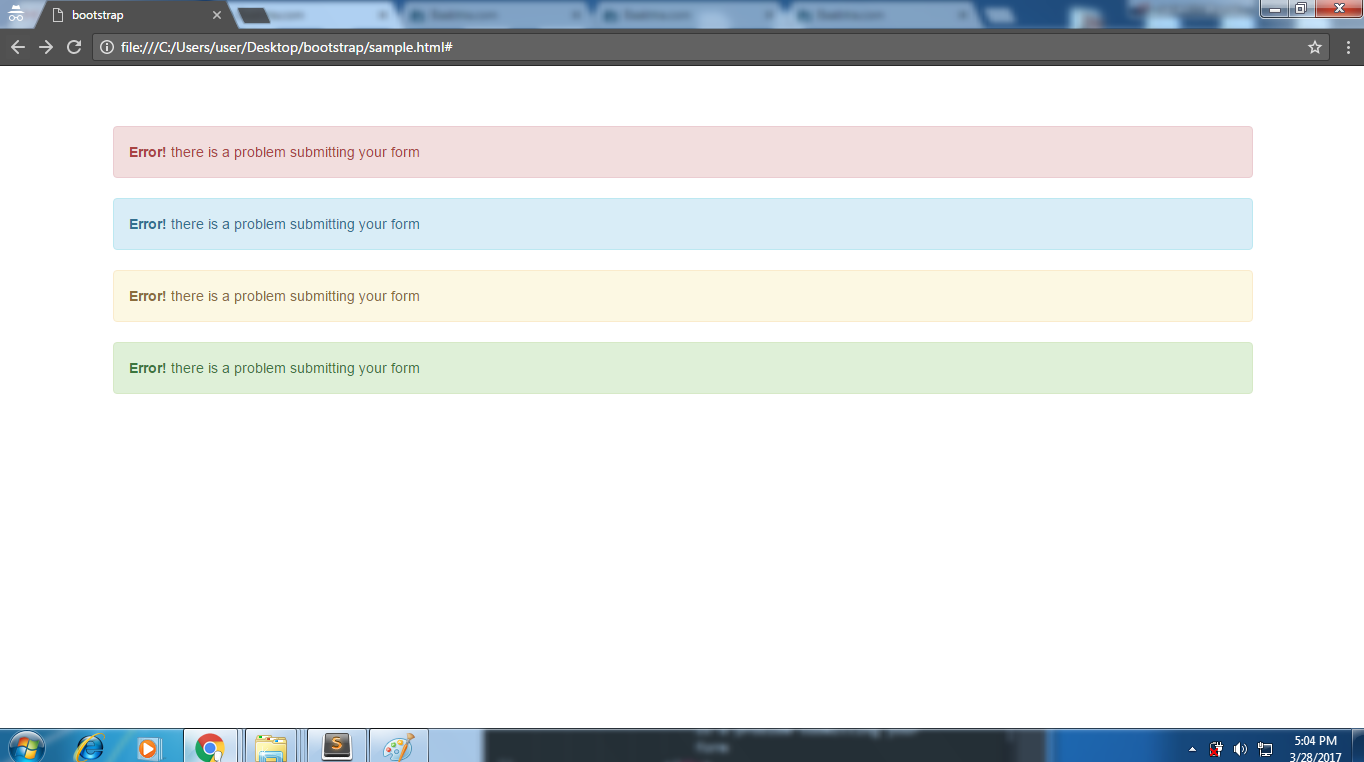 bootstrap
file:///C:/Users/user/Desktop/bootstrap/sample.html#
Error! there is a problem submitting your form
Error! there is a problem submitting your form
Error! there is a problem submitting your form
Error! there is a problem submitting your form
5:04 PM
3/28/2017